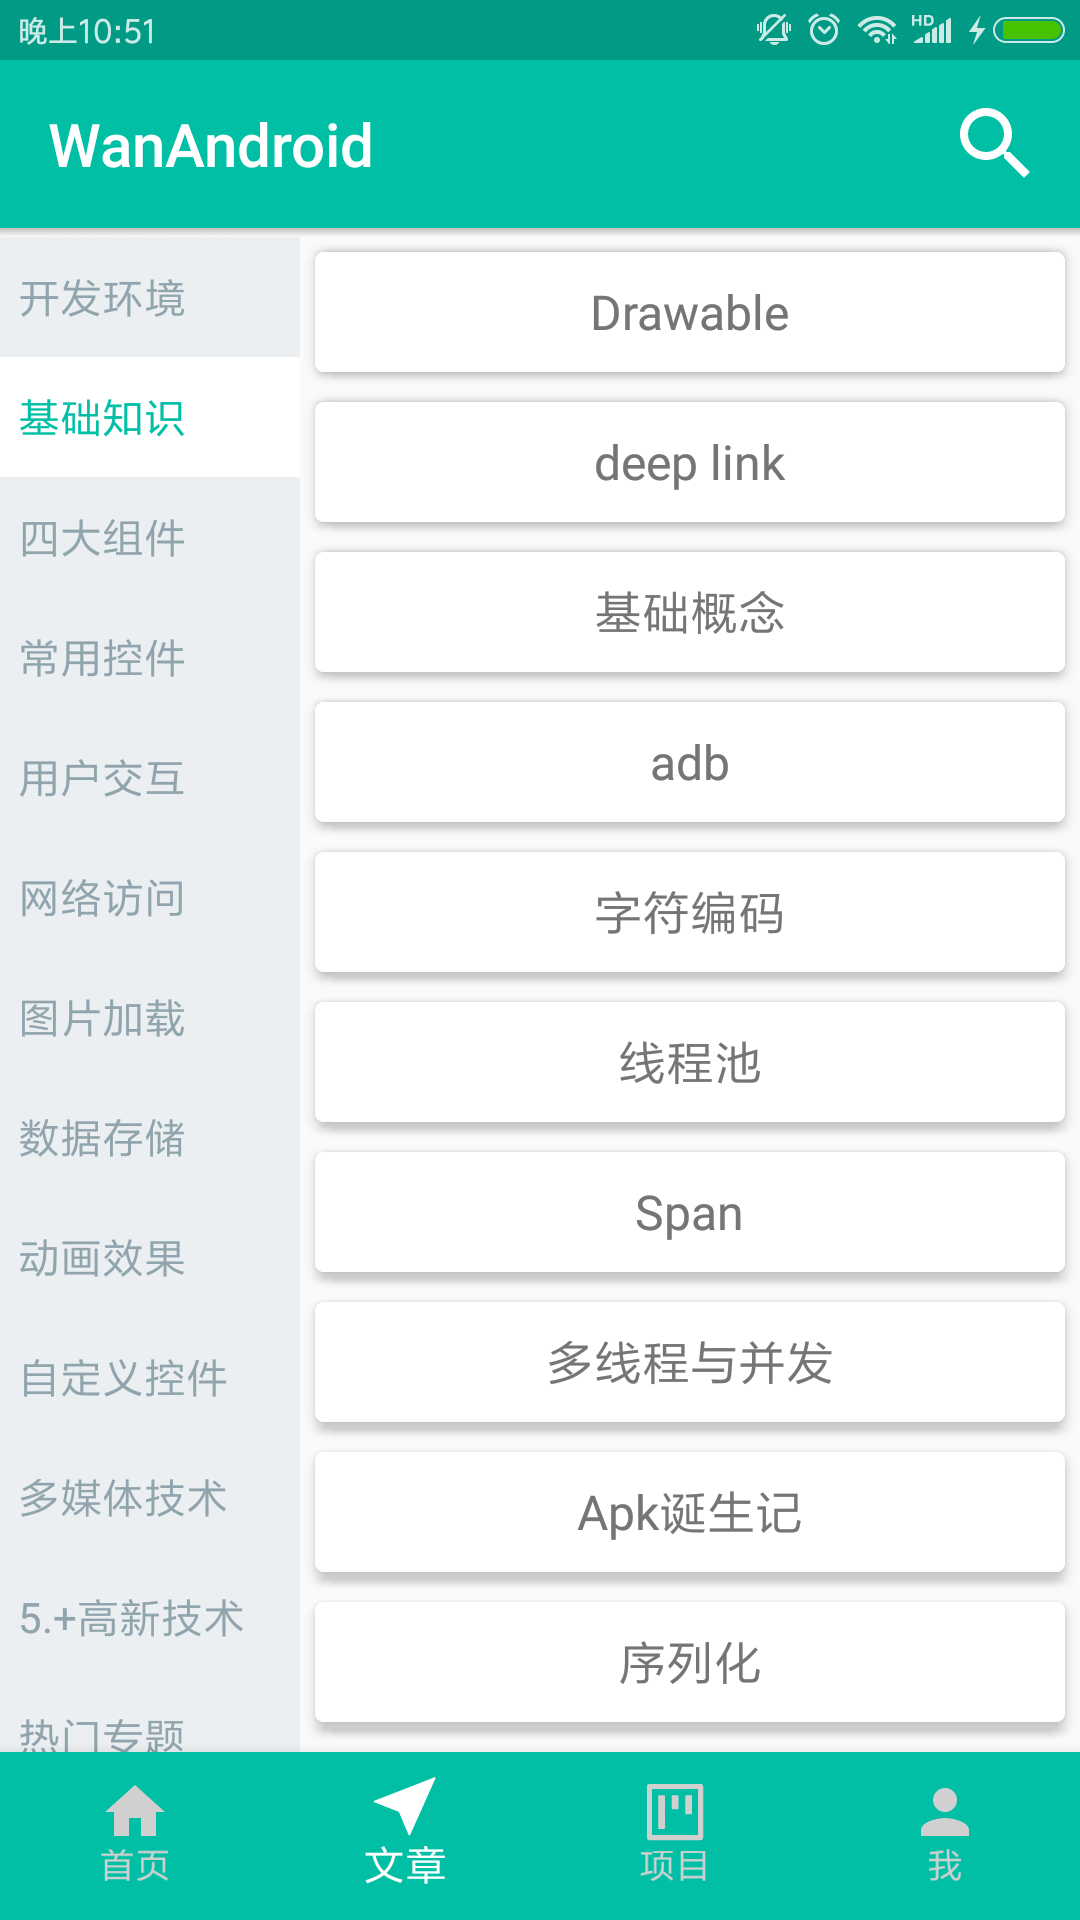 晚上10:51
HD
WanAndroid
开发环境
基础知识
四大组件
常用控件
用户交互
网络访问
图片加载
数据存储
动画效果
自定义控件
多媒体技术
5.+高新技术
热门专题
Drawable
deep link
基础概念
adb
字符编码
线程池
Span
多线程与并发
Apk诞生记
序列化
首页
文章
项目
我